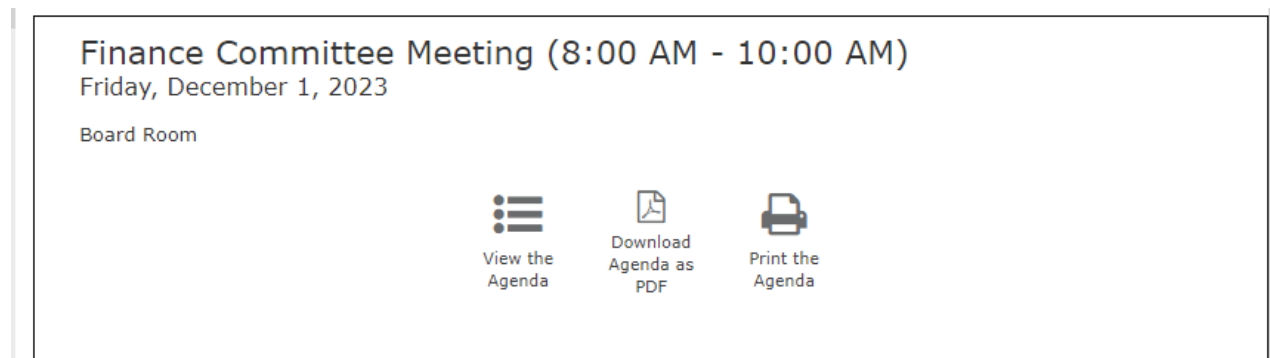 Finance Committee Meeting (8:00 AM - 10:00 AM)
Friday, December 1, 2023
Board Room
View the
Agenda
Download
Agenda as
PDF
Print the
Agenda